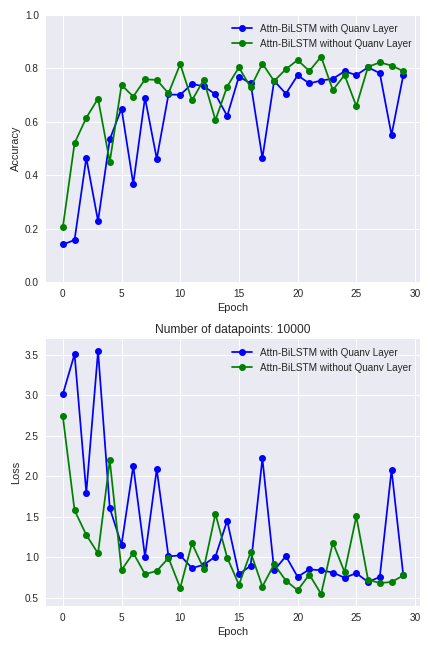 1.0
Attn-BiLSTM with Quanv Layer
Attn-BiLSTM without Quanv Layer
0.8
0.6
Accuracy
0.4
0.2
0.0
0 5 10 15 20 25 30
Epoch
Number of datapoints: 10000
3.5
Attn-BiLSTM with Quanv Layer
Attn-BiLSTM without Quanv Layer
3.0
2.5
2.0
Loss
1.5
1.0
0.5
0 5 10 15 20 25 30
Epoch